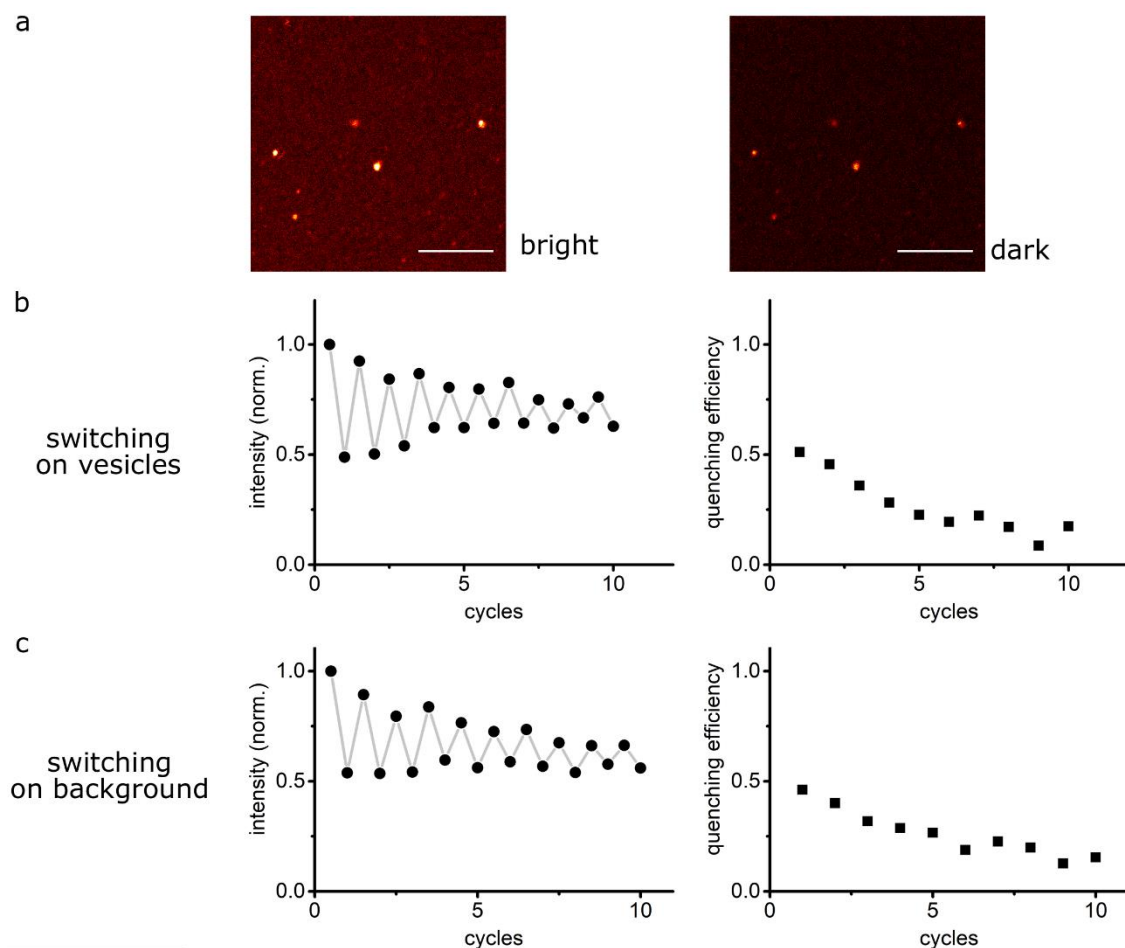 a
bright
dark
b
switching
on vesicles
intensity (norm.)
1.0
0.5
0.0
0
5
10
cycles
quenching efficiency
1.0
0.5
0.0
0
5
10
cycles
c
switching
on background
intensity (norm.)
1.0
0.5
0.0
0
5
10
cycles
quenching efficiency
1.0
0.5
0.0
0
5
10
cycles